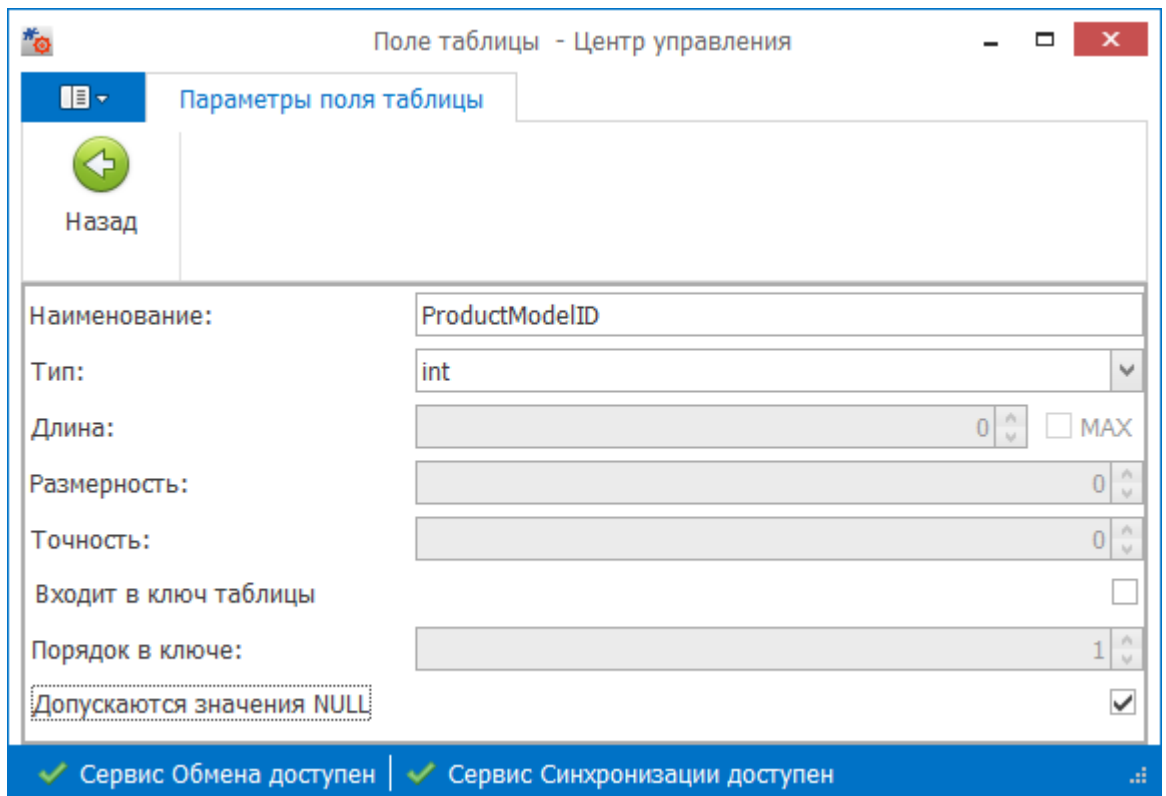 Поле таблицы - Центр управления
Параметры поля таблицы
Назад
Наименование: ProductModelID
Тип: int
Длина: 0 MAX
Размерность: 0
Точность: 0
Входит в ключ таблицы
Порядок в ключе: 1
Допускаются значения NULL
Сервис Обмена доступен Сервис Синхронизации доступен